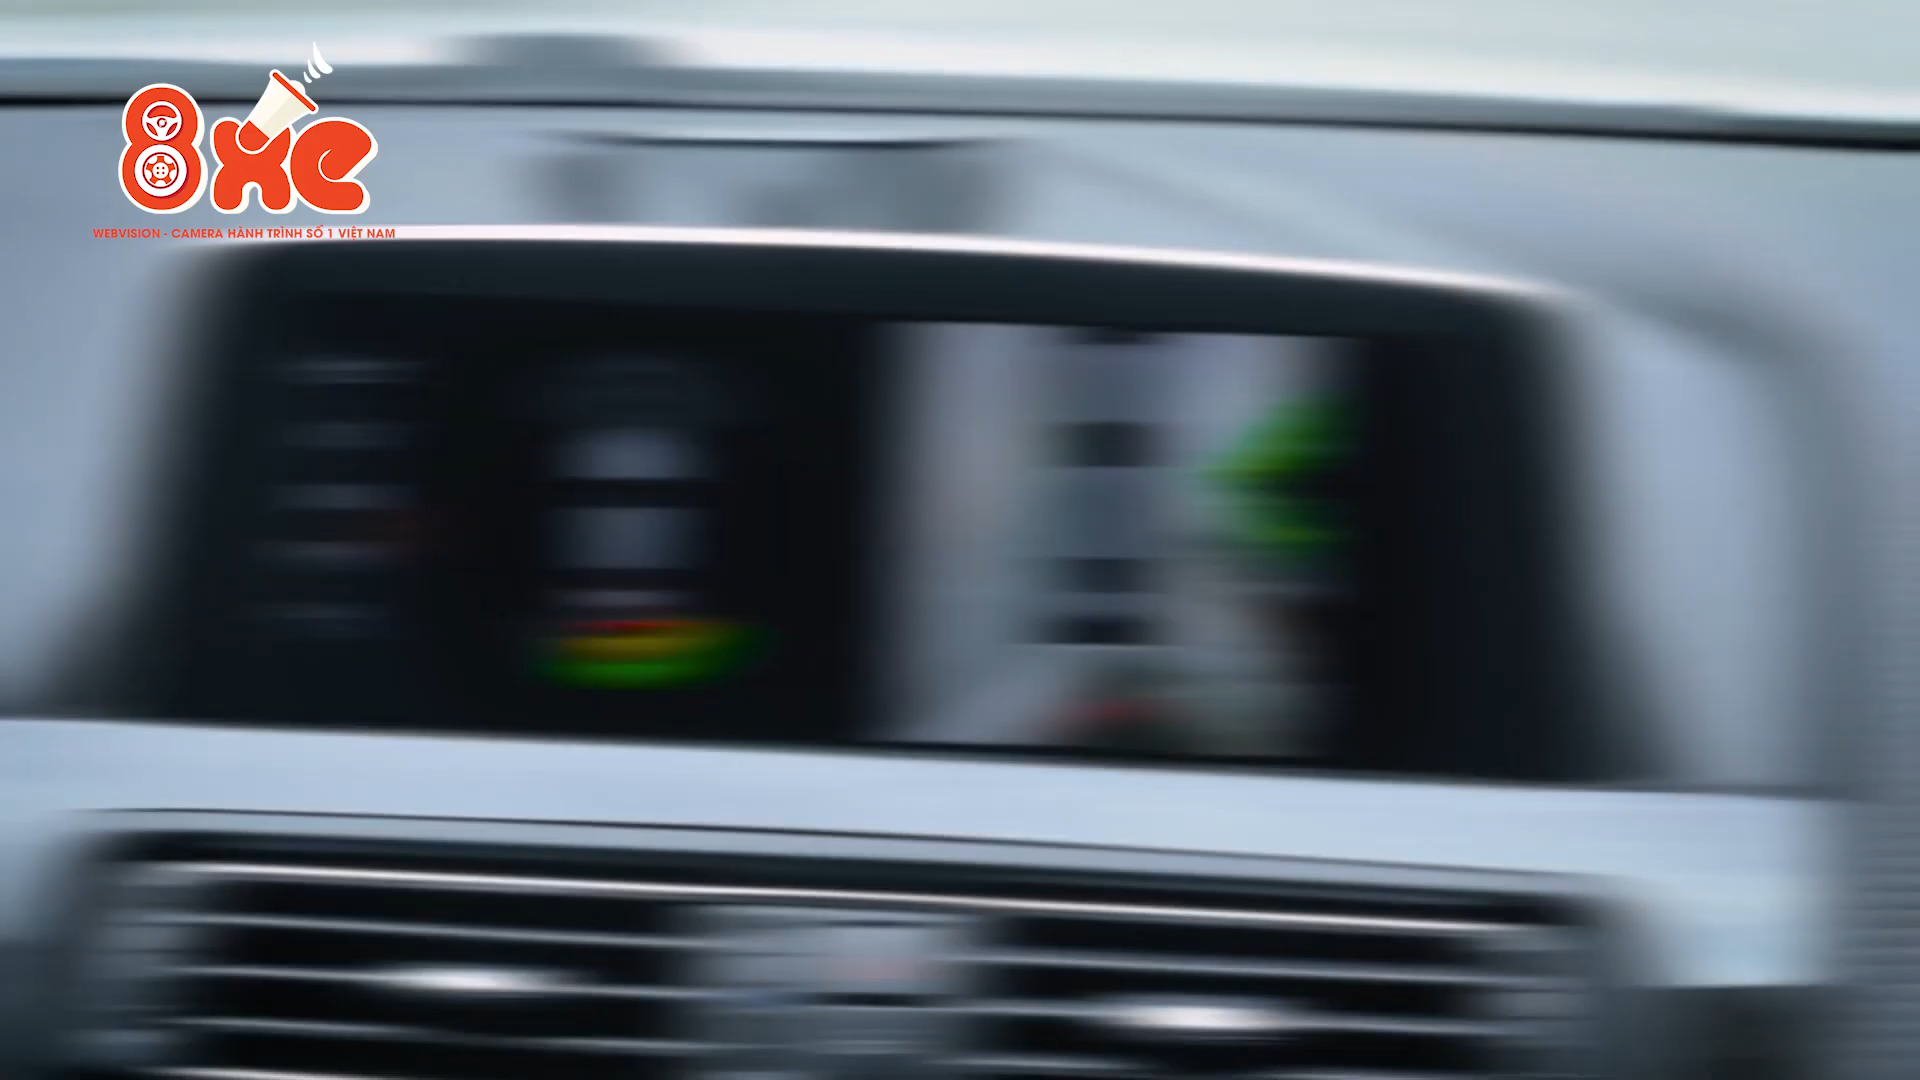 8xe
WEBVISION - CAMERA HÀNH TRÌNH SỐ 1 VIỆT NAM